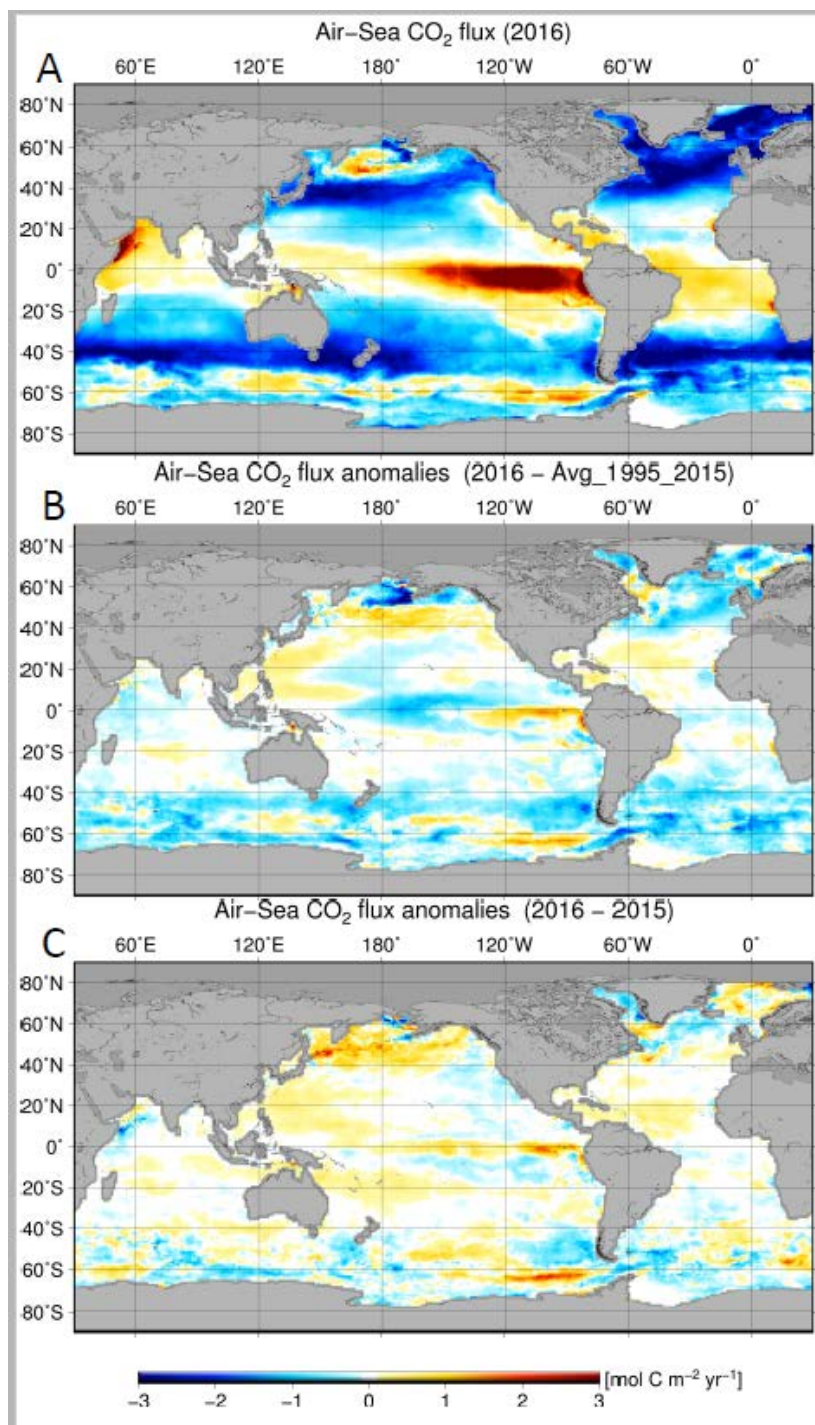 Air−Sea CO₂ flux (2016)
A
60˚E 120˚E 180˚ 120˚W 60˚W 0˚
80˚N
60˚N
40˚N
20˚N
0˚
20˚S
40˚S
60˚S
80˚S
Air−Sea CO₂ flux anomalies (2016 − Avg_1995_2015)
B
60˚E 120˚E 180˚ 120˚W 60˚W 0˚
80˚N
60˚N
40˚N
20˚N
0˚
20˚S
40˚S
60˚S
80˚S
Air−Sea CO₂ flux anomalies (2016 − 2015)
C
60˚E 120˚E 180˚ 120˚W 60˚W 0˚
80˚N
60˚N
40˚N
20˚N
0˚
20˚S
40˚S
60˚S
80˚S
[mol C m⁻² yr⁻¹]
−3 −2 −1 0 1 2 3